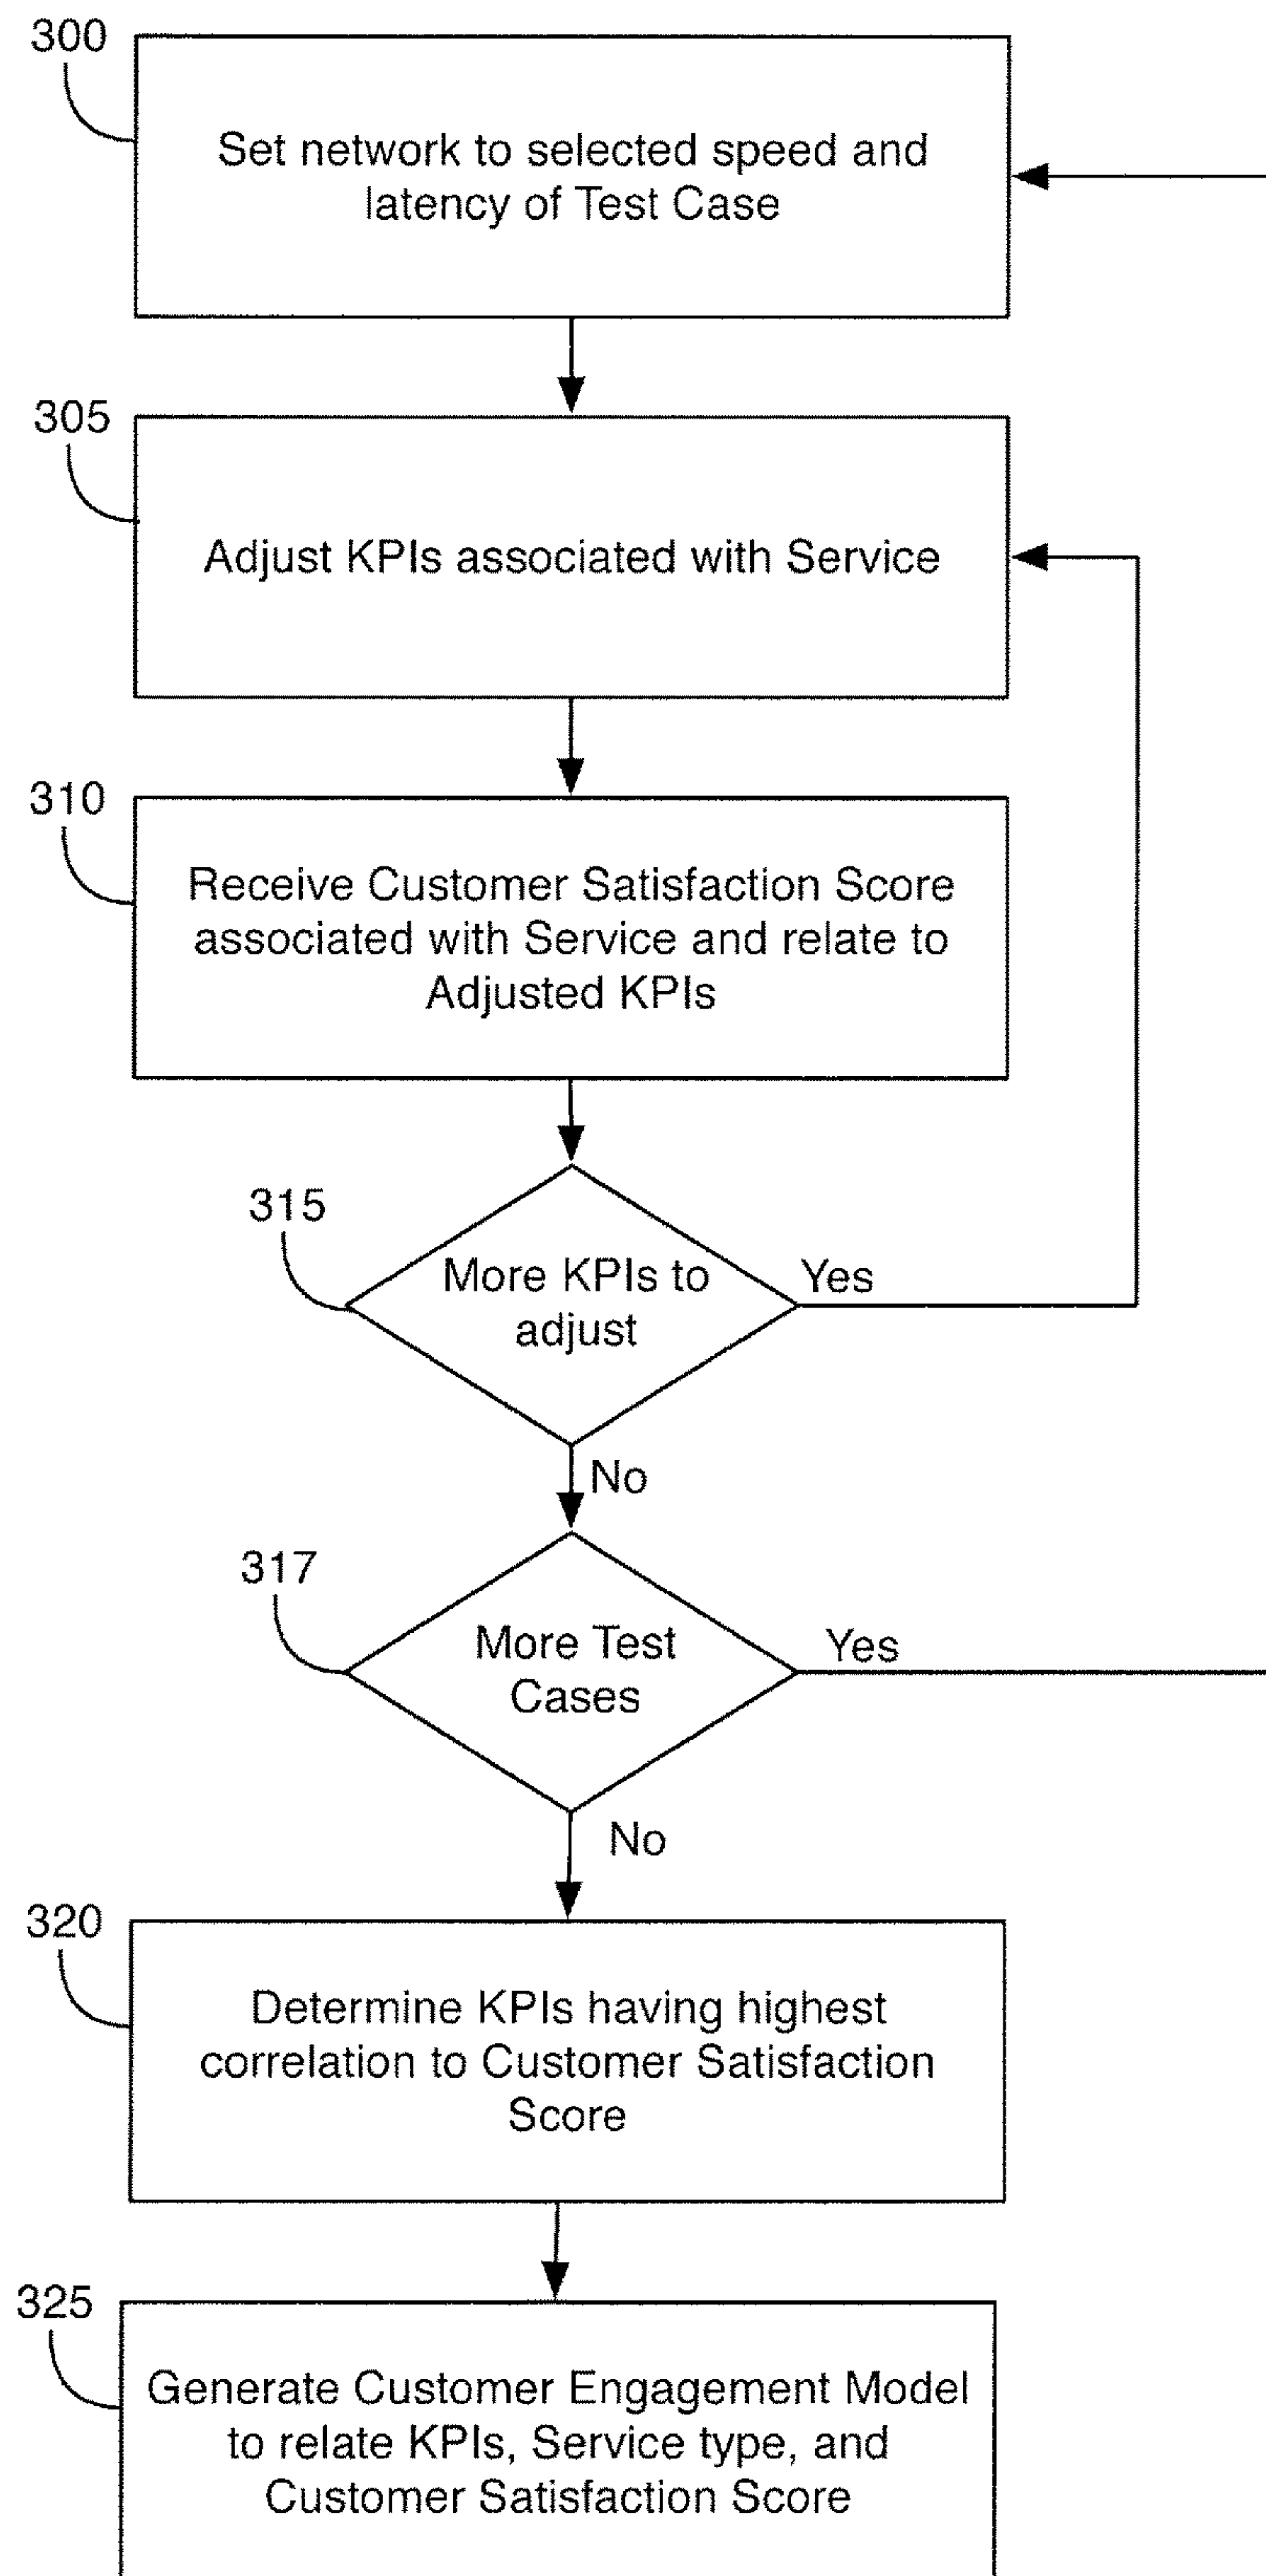 300
Set network to selected speed and
latency of Test Case
305
Adjust KPIs associated with Service
310
Receive Customer Satisfaction Score
associated with Service and relate to
Adjusted KPIs
315
More KPIs to
adjust
Yes
No
317
More Test
Cases
Yes
No
320
Determine KPIs having highest
correlation to Customer Satisfaction
Score
325
Generate Customer Engagement Model
to relate KPIs, Service type, and
Customer Satisfaction Score